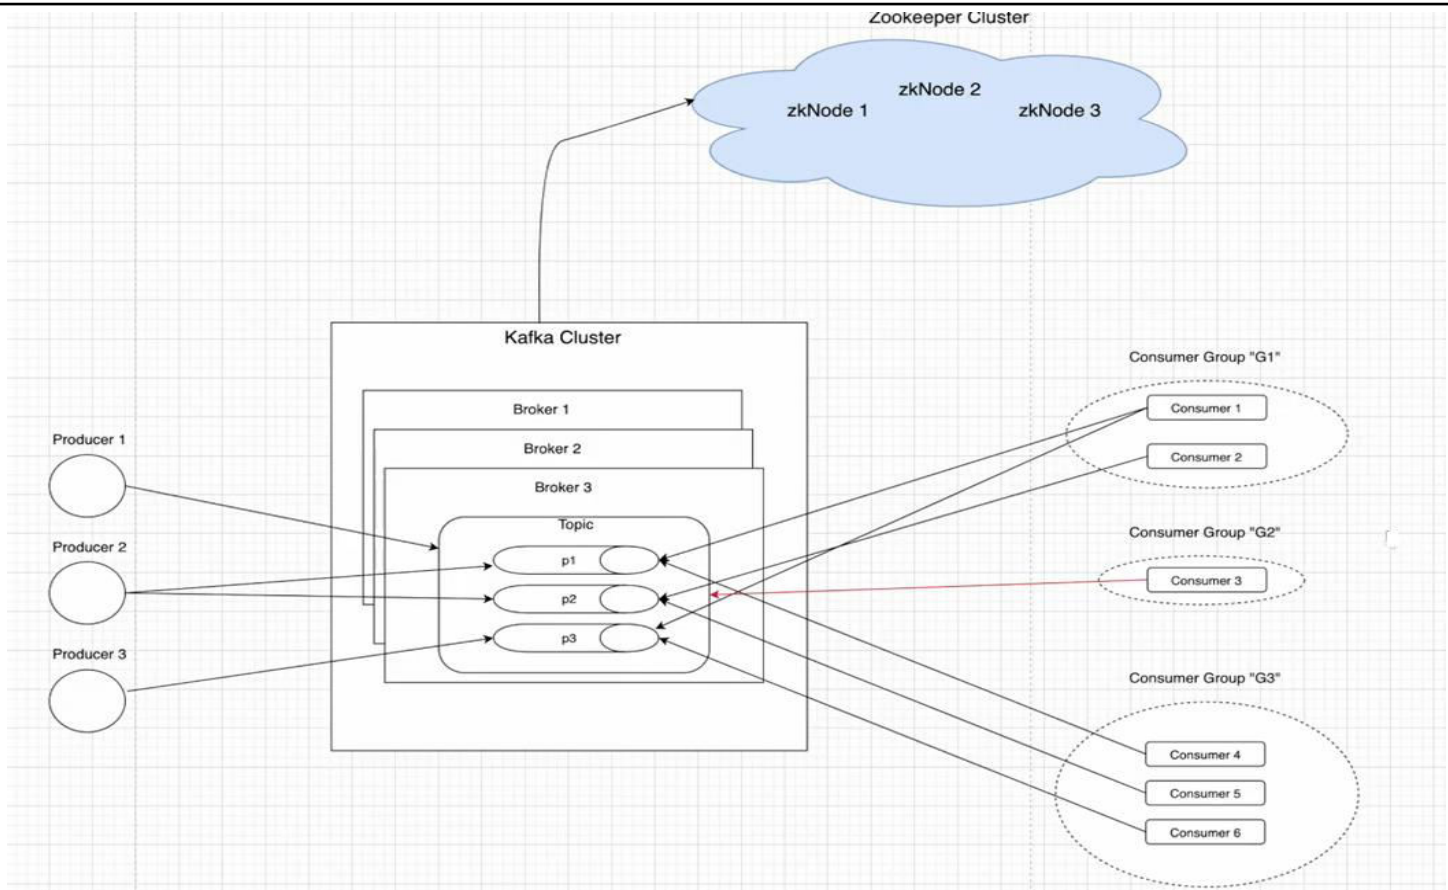 Zookeeper Cluster
zkNode 1
zkNode 2
zkNode 3
Kafka Cluster
Broker 1
Broker 2
Broker 3
Topic
p1
p2
p3
Producer 1
Producer 2
Producer 3
Consumer Group "G1"
Consumer 1
Consumer 2
Consumer Group "G2"
Consumer 3
Consumer Group "G3"
Consumer 4
Consumer 5
Consumer 6